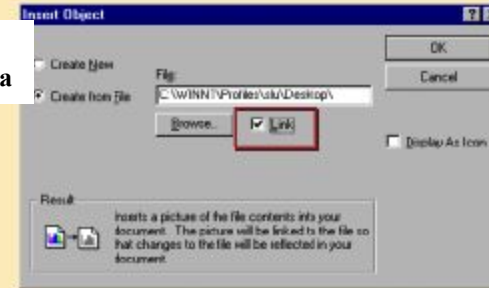 Insert Object
OK
Create New
a
File:
Cancel
Create from File
C:\WINNT\Profiles\slu\Desktop\
Browse...
Link
Display As Icon
Result
Inserts a picture of the file contents into your
document. The picture will be linked to the file so
that changes to the file will be reflected in your
document.